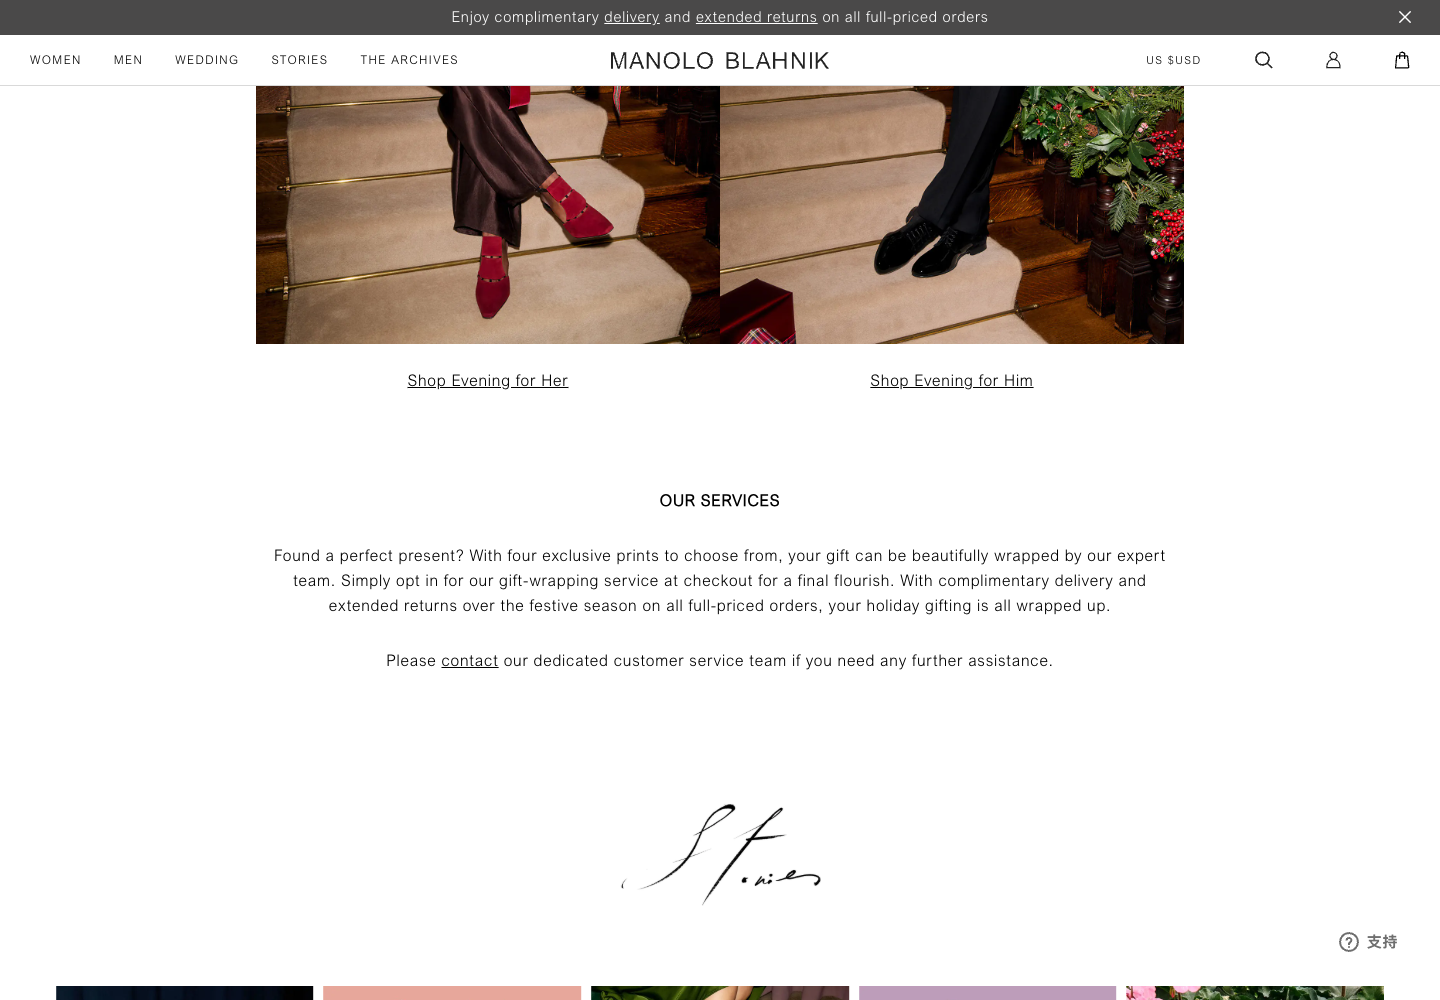 Enjoy complimentary delivery and extended returns on all full-priced orders
WOMEN MEN WEDDING STORIES THE ARCHIVES MANOLO BLAHNIK US $USD
Shop Evening for Her Shop Evening for Him
OUR SERVICES
Found a perfect present? With four exclusive prints to choose from, your gift can be beautifully wrapped by our expert
team. Simply opt in for our gift-wrapping service at checkout for a final flourish. With complimentary delivery and
extended returns over the festive season on all full-priced orders, your holiday gifting is all wrapped up.
Please contact our dedicated customer service team if you need any further assistance.
Stories
支持